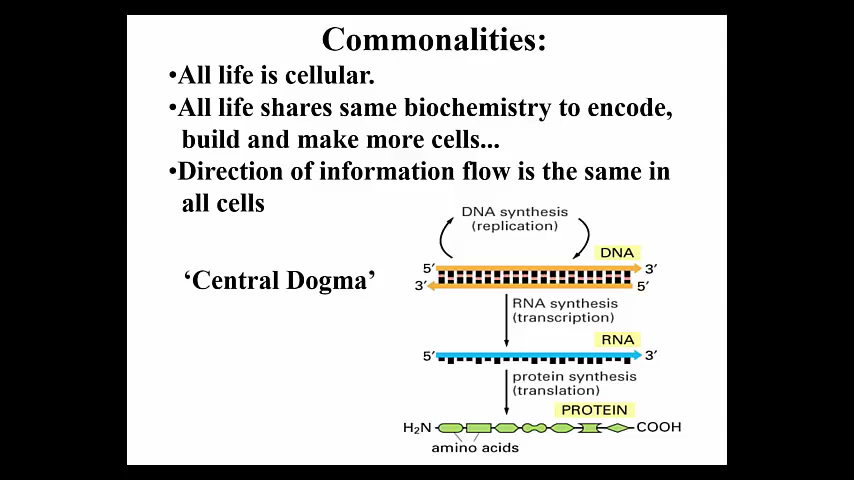 Commonalities:
•All life is cellular.
•All life shares same biochemistry to encode,
build and make more cells...
•Direction of information flow is the same in
all cells
‘Central Dogma’
DNA synthesis
(replication)
DNA
5′ 3′
3′ 5′
RNA synthesis
(transcription)
RNA
5′ 3′
protein synthesis
(translation)
PROTEIN
H₂N COOH
amino acids